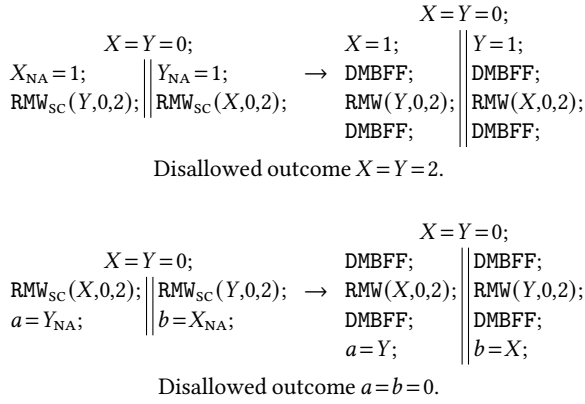 X = Y = 0;
X = Y = 0;
X = 1; Y = 1;
X_NA = 1; Y_NA = 1; → DMBFF; DMBFF;
RMW_SC(Y,0,2); RMW_SC(X,0,2); RMW(Y,0,2); RMW(X,0,2);
DMBFF; DMBFF;
Disallowed outcome X = Y = 2.
X = Y = 0;
X = Y = 0;
DMBFF; DMBFF;
RMW_SC(X,0,2); RMW_SC(Y,0,2); → RMW(X,0,2); RMW(Y,0,2);
a = Y_NA; b = X_NA; DMBFF; DMBFF;
a = Y; b = X;
Disallowed outcome a = b = 0.